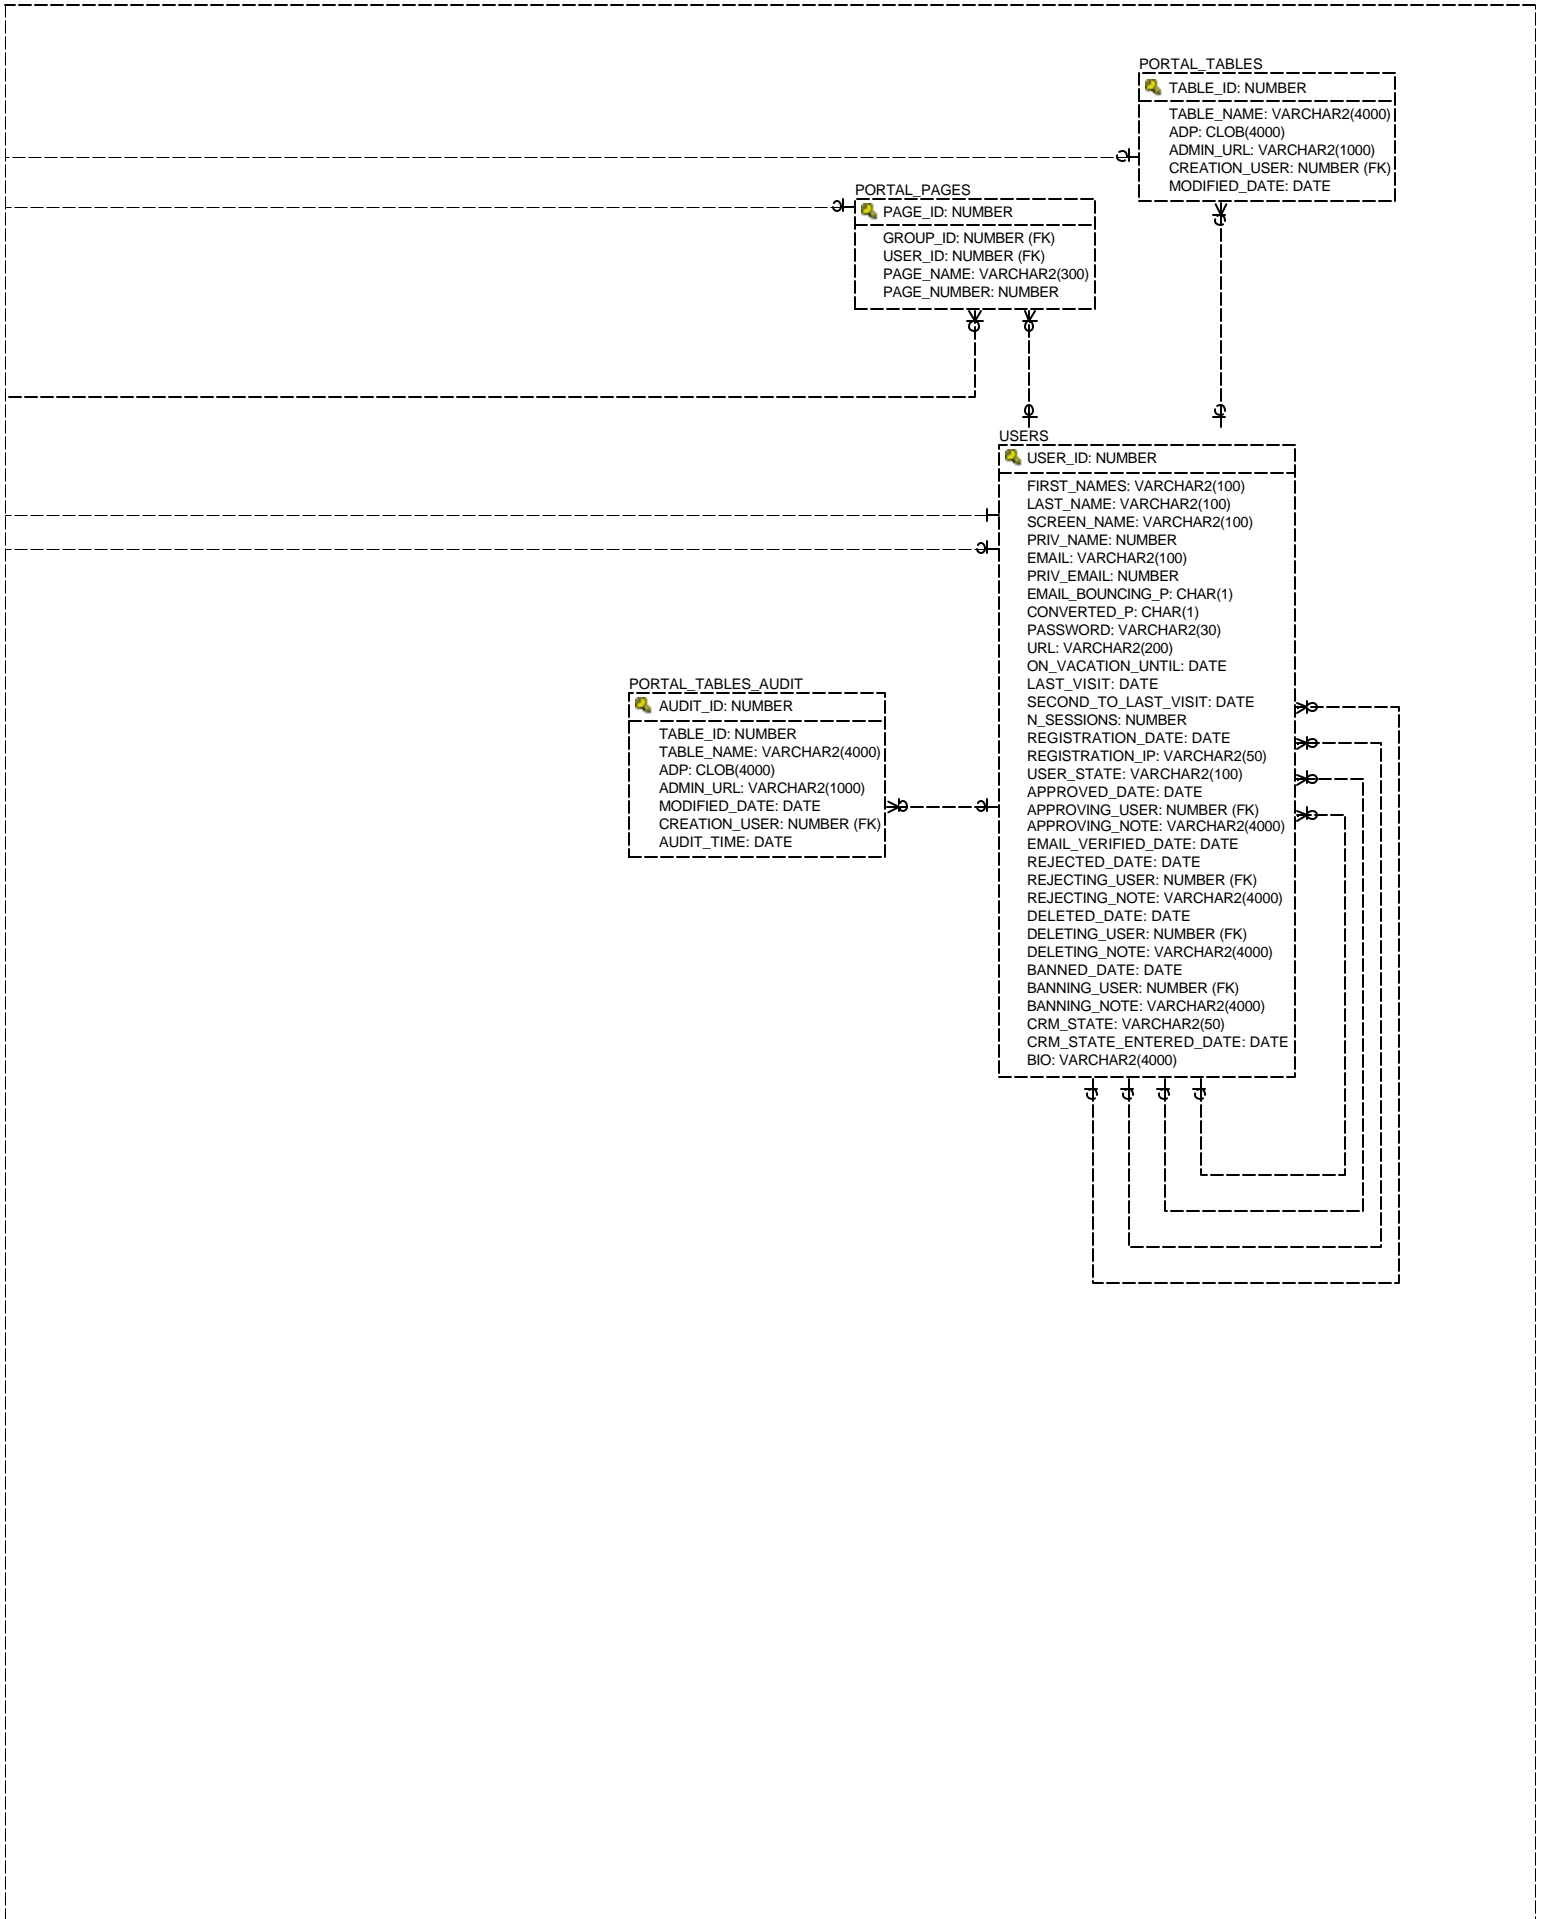 PORTAL_TABLES
TABLE_ID: NUMBER
TABLE_NAME: VARCHAR2(4000)
ADP: CLOB(4000)
ADMIN_URL: VARCHAR2(1000)
CREATION_USER: NUMBER (FK)
MODIFIED_DATE: DATE
PORTAL_PAGES
PAGE_ID: NUMBER
GROUP_ID: NUMBER (FK)
USER_ID: NUMBER (FK)
PAGE_NAME: VARCHAR2(300)
PAGE_NUMBER: NUMBER
USERS
USER_ID: NUMBER
FIRST_NAMES: VARCHAR2(100)
LAST_NAME: VARCHAR2(100)
SCREEN_NAME: VARCHAR2(100)
PRIV_NAME: NUMBER
EMAIL: VARCHAR2(100)
PRIV_EMAIL: NUMBER
EMAIL_BOUNCING_P: CHAR(1)
CONVERTED_P: CHAR(1)
PASSWORD: VARCHAR2(30)
URL: VARCHAR2(200)
ON_VACATION_UNTIL: DATE
LAST_VISIT: DATE
SECOND_TO_LAST_VISIT: DATE
N_SESSIONS: NUMBER
REGISTRATION_DATE: DATE
REGISTRATION_IP: VARCHAR2(50)
USER_STATE: VARCHAR2(100)
APPROVED_DATE: DATE
APPROVING_USER: NUMBER (FK)
APPROVING_NOTE: VARCHAR2(4000)
EMAIL_VERIFIED_DATE: DATE
REJECTED_DATE: DATE
REJECTING_USER: NUMBER (FK)
REJECTING_NOTE: VARCHAR2(4000)
DELETED_DATE: DATE
DELETING_USER: NUMBER (FK)
DELETING_NOTE: VARCHAR2(4000)
BANNED_DATE: DATE
BANNING_USER: NUMBER (FK)
BANNING_NOTE: VARCHAR2(4000)
CRM_STATE: VARCHAR2(50)
CRM_STATE_ENTERED_DATE: DATE
BIO: VARCHAR2(4000)
PORTAL_TABLES_AUDIT
AUDIT_ID: NUMBER
TABLE_ID: NUMBER
TABLE_NAME: VARCHAR2(4000)
ADP: CLOB(4000)
ADMIN_URL: VARCHAR2(1000)
MODIFIED_DATE: DATE
CREATION_USER: NUMBER (FK)
AUDIT_TIME: DATE